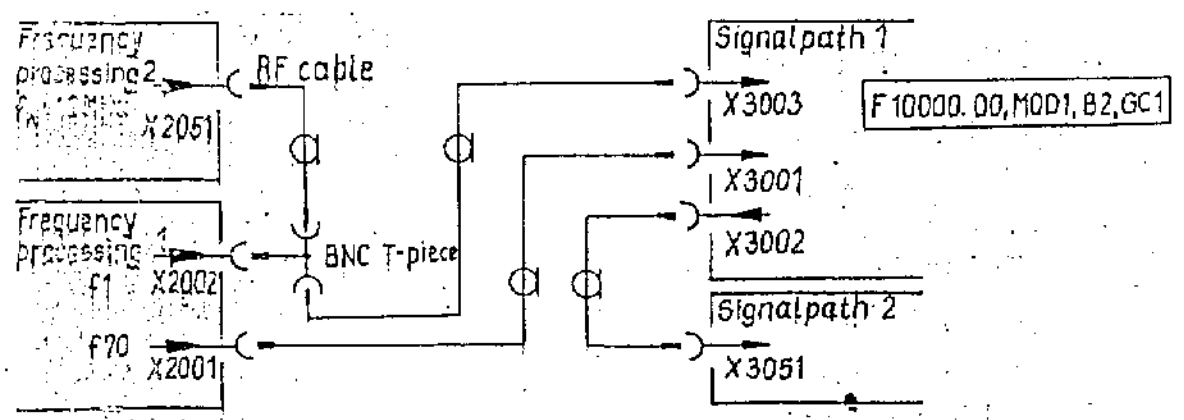 Frequency
processing 2
X2051
RF cable
Signalpath 1
X3003
F 10000.00,MOD1,B2,GC1
X3001
X3002
Frequency
processing 1
f1
X2002
BNC T-piece
f70
X2001
Signalpath 2
X3051